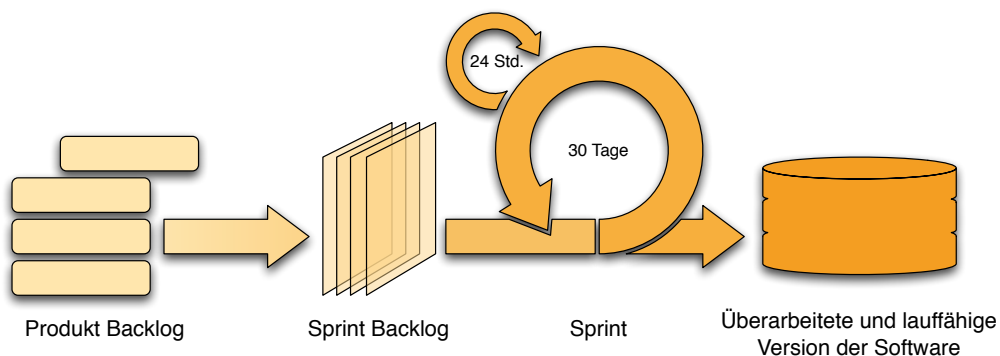 24 Std.
30 Tage
Produkt Backlog
Sprint Backlog
Sprint
Überarbeitete und lauffähige
Version der Software